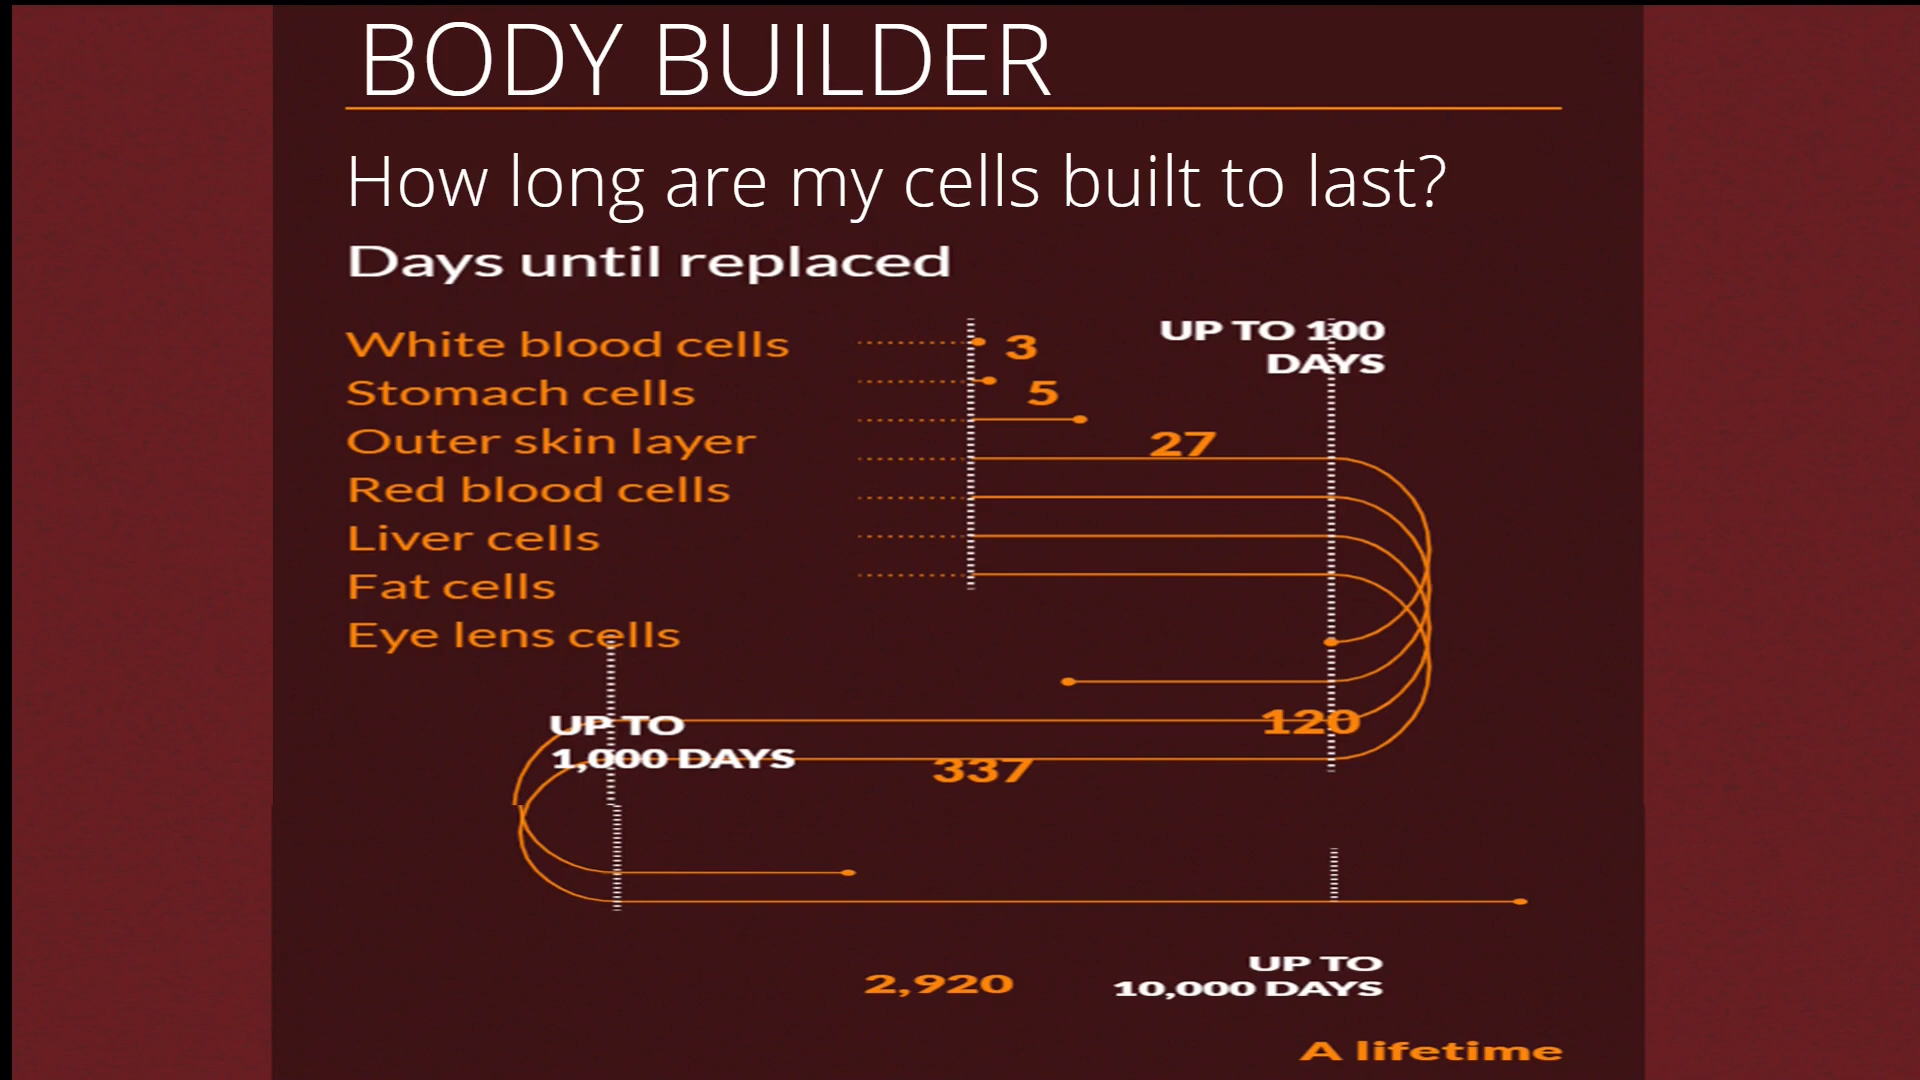 BODY BUILDER
How long are my cells built to last?
Days until replaced
White blood cells
3
UP TO 100
DAYS
Stomach cells
5
Outer skin layer
27
Red blood cells
Liver cells
Fat cells
Eye lens cells
UP TO
1,000 DAYS
120
337
2,920
UP TO
10,000 DAYS
A lifetime